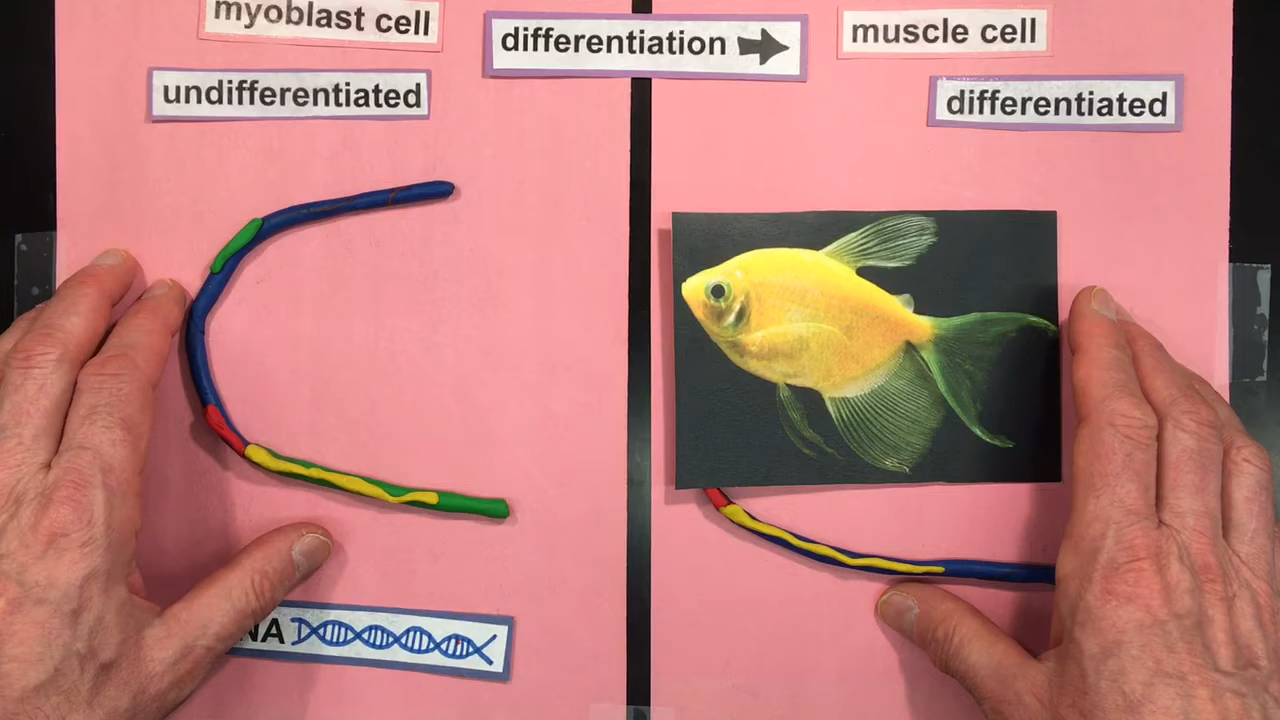 myoblast cell
differentiation
muscle cell
undifferentiated
differentiated
NA